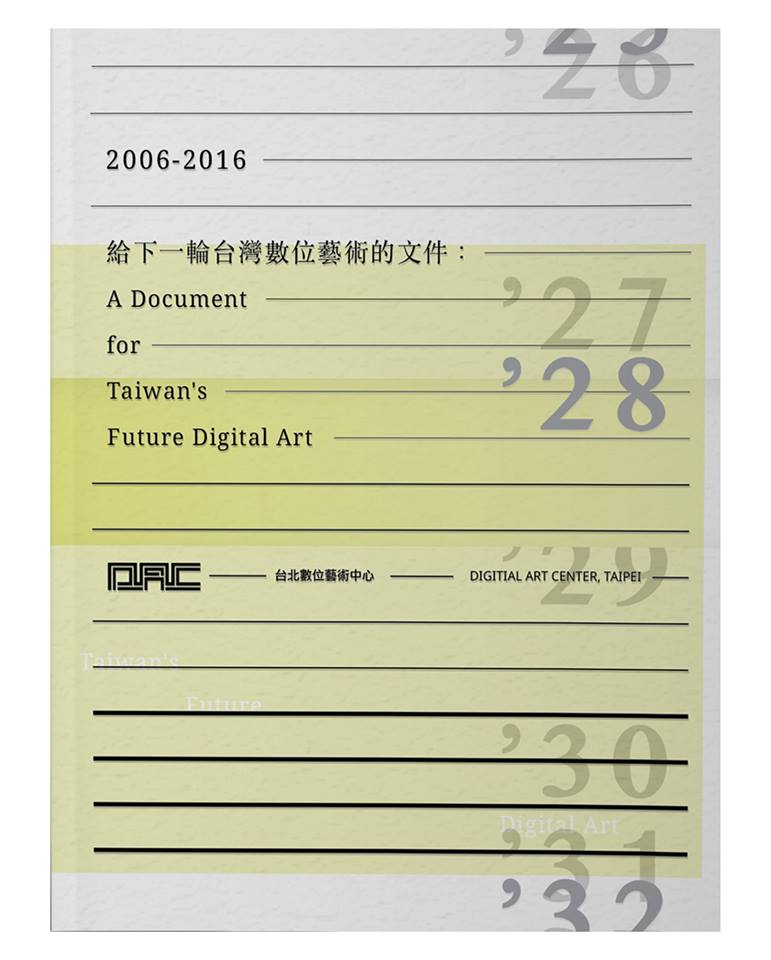 ’25
’26
2006-2016
給下一輪台灣數位藝術的文件：
A Document
’27
for
’28
Taiwan's
Future Digital Art
DAC 台北數位藝術中心 DIGITIAL ART CENTER, TAIPEI
’29
Taiwan's
Future
’30
Digital Art
’31
’32